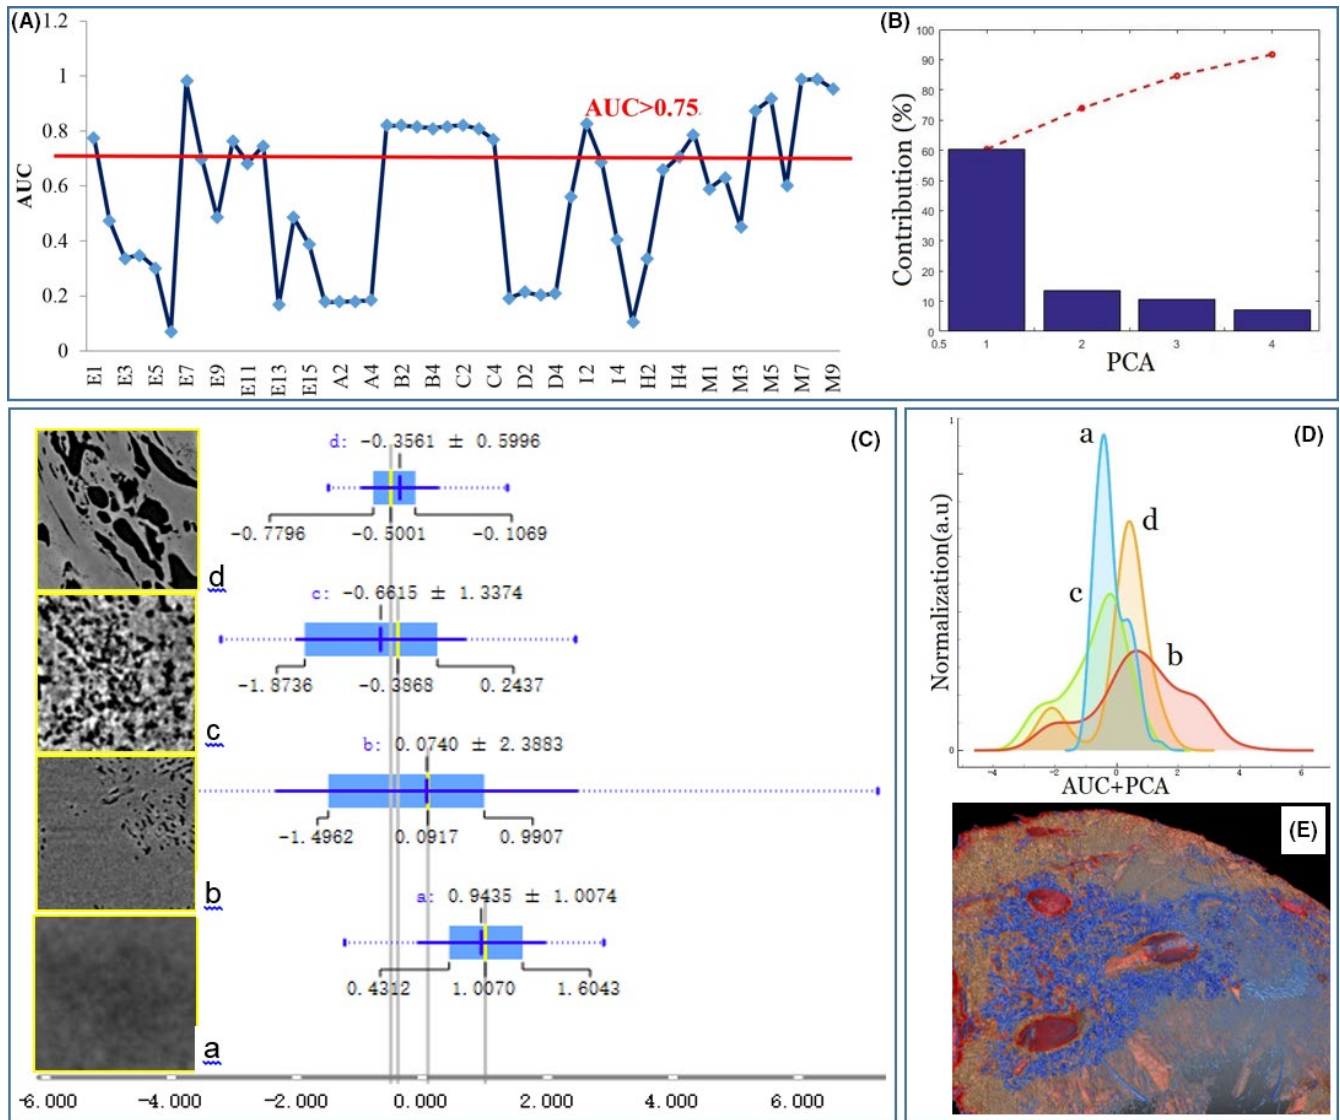 (A)
1.2
1
0.8
0.6
0.4
0.2
0
AUC
AUC>0.75
E1 E3 E5 E7 E9 E11 E13 E15 A2 A4 B2 B4 C2 C4 D2 D4 I2 I4 H2 H4 M1 M3 M5 M7 M9
(B)
100
90
80
70
60
50
40
30
20
10
0
Contribution (%)
0.5 1 2 3 4
PCA
(C)
d: -0.3561 ± 0.5996
-0.7796 -0.5001 -0.1069
d
c: -0.6615 ± 1.3374
-1.8736 -0.3868 0.2437
c
b: 0.0740 ± 2.3883
-1.4962 0.0917 0.9907
b
a: 0.9435 ± 1.0074
0.4312 1.0070 1.6043
a
-6.000 -4.000 -2.000 0.000 2.000 4.000 6.000
(D)
1
0
Normalization(a.u)
a
d
c
b
-4 -2 0 2 4 6
AUC+PCA
(E)